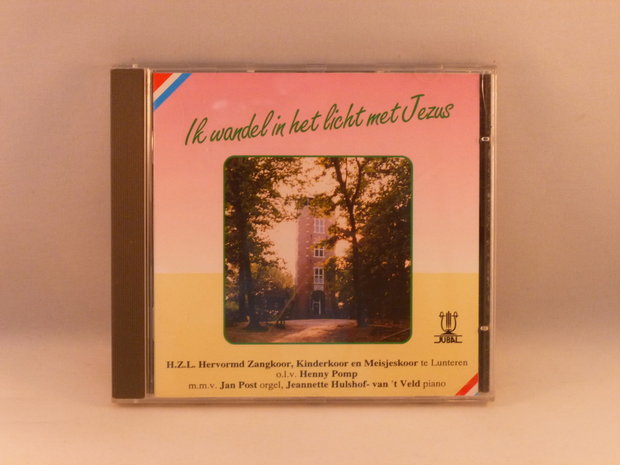 Ik wandel in het licht met Jezus
JUBAL
H.Z.L. Hervormd Zangkoor, Kinderkoor en Meisjeskoor te Lunteren
o.l.v. Henny Pomp
m.m.v. Jan Post orgel, Jeannette Hulshof- van 't Veld piano